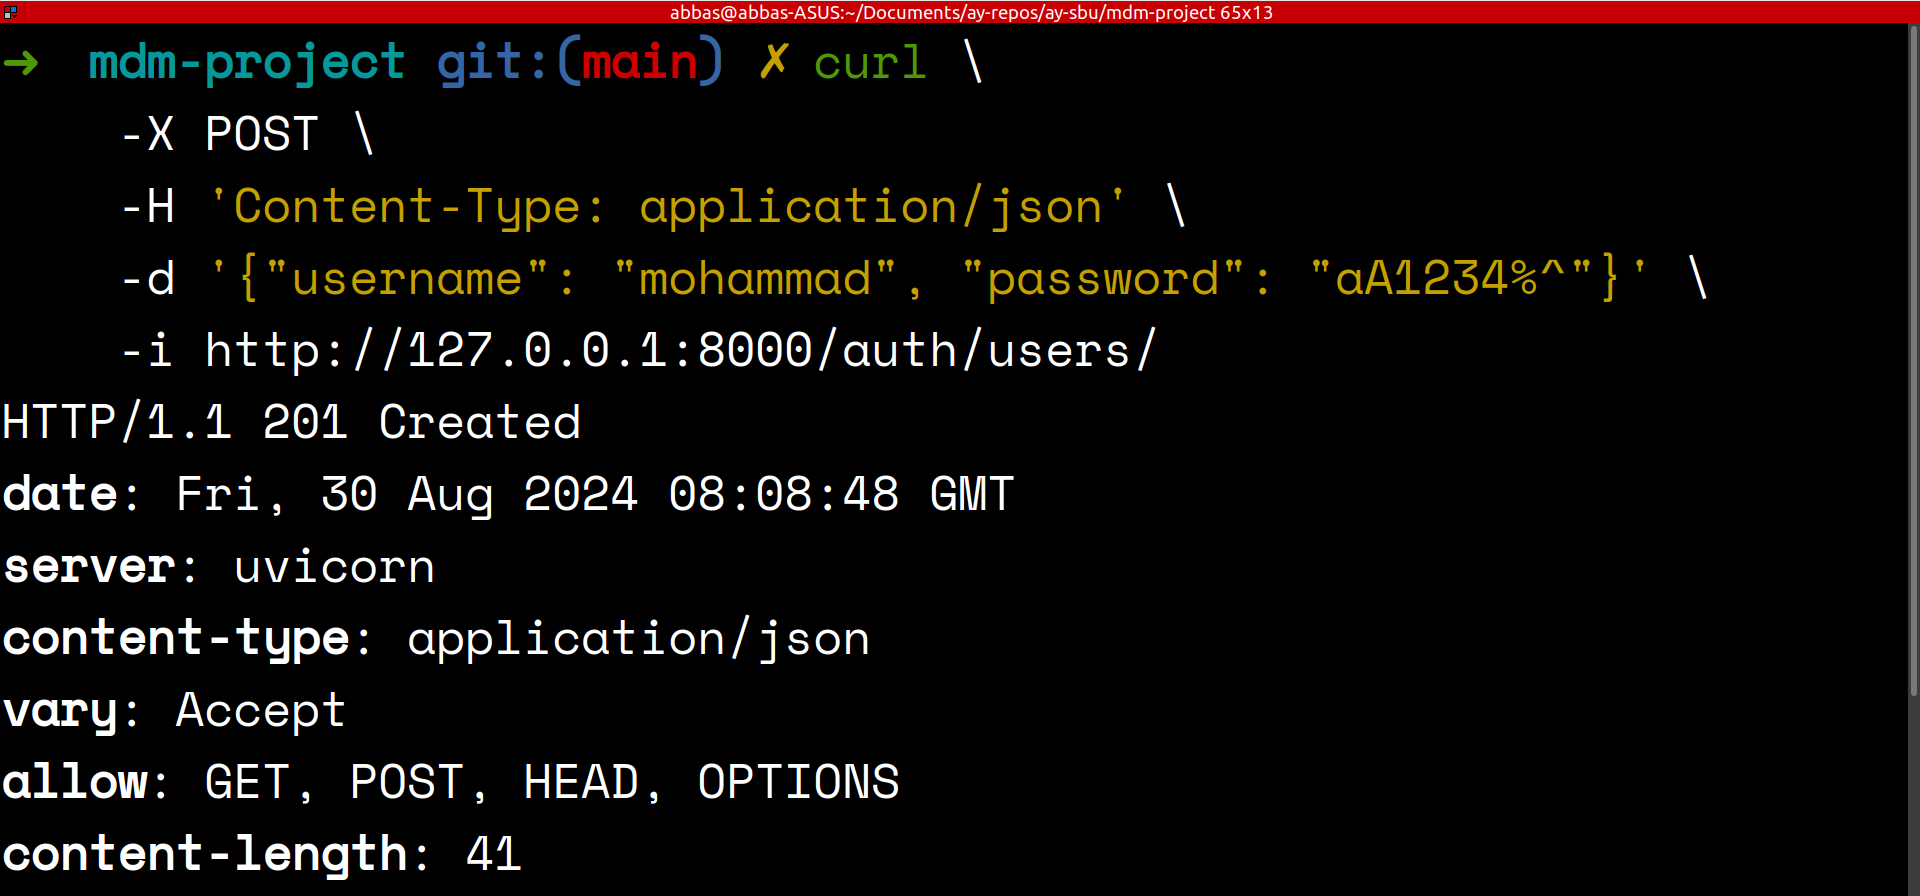 abbas@abbas-ASUS:~/Documents/ay-repos/ay-sbu/mdm-project 65x13
➜  mdm-project git:(main) ✗ curl \
    -X POST \
    -H 'Content-Type: application/json' \
    -d '{"username": "mohammad", "password": "aA1234%^"}' \
    -i http://127.0.0.1:8000/auth/users/
HTTP/1.1 201 Created
date: Fri, 30 Aug 2024 08:08:48 GMT
server: uvicorn
content-type: application/json
vary: Accept
allow: GET, POST, HEAD, OPTIONS
content-length: 41